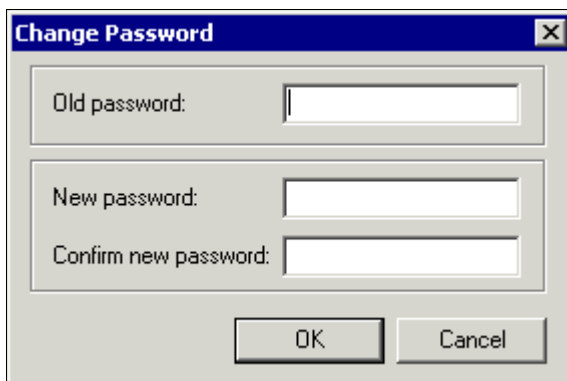 Change Password
Old password:
New password:
Confirm new password:
OK Cancel